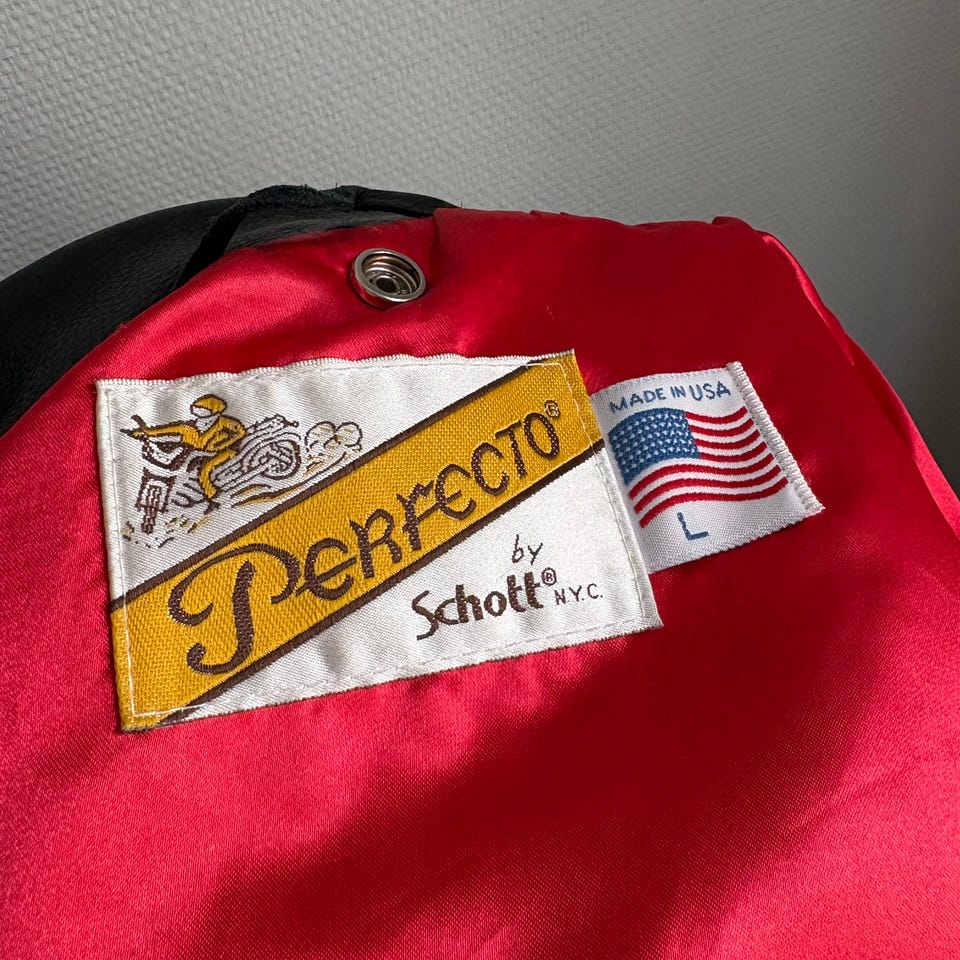 PERFECTO®
by
Schott® N.Y.C.
MADE IN USA
L